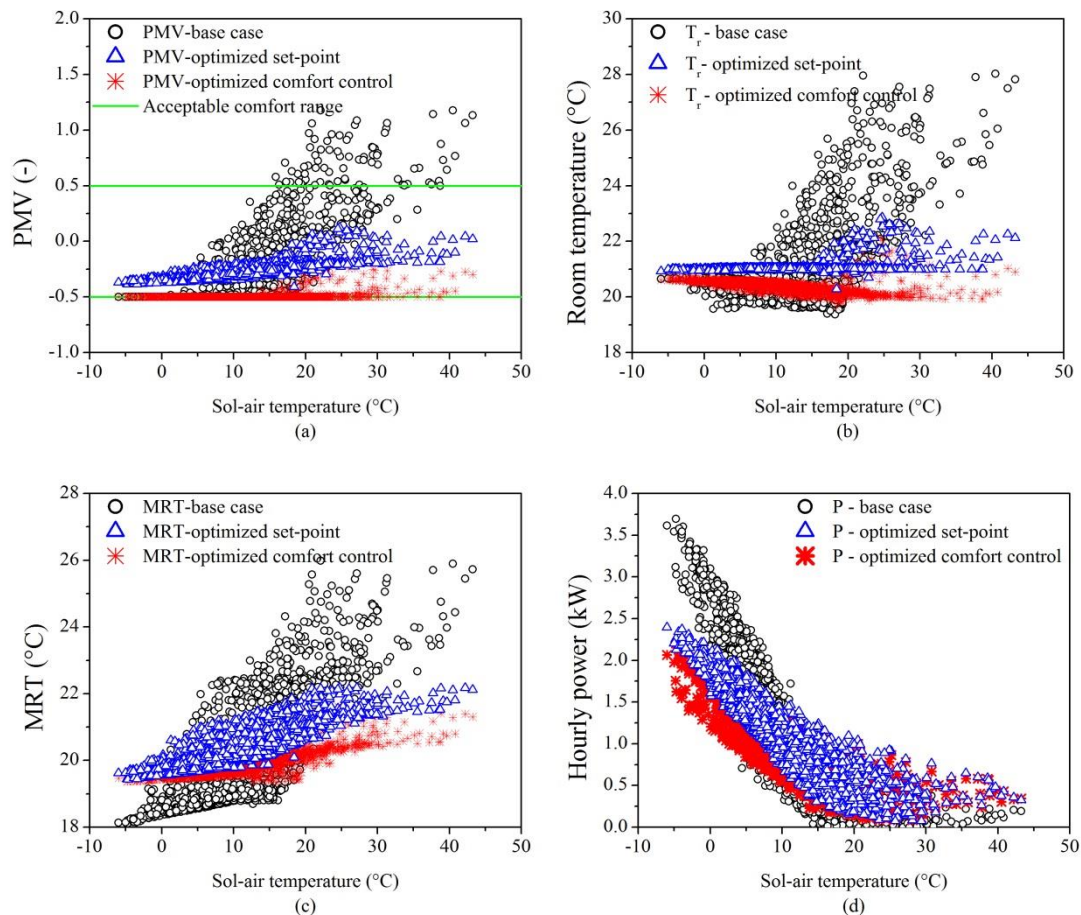 2.0
1.5
1.0
0.5
0.0
-0.5
-1.0
PMV (-)
PMV-base case
PMV-optimized set-point
PMV-optimized comfort control
Acceptable comfort range
-10 0 10 20 30 40 50
Sol-air temperature (°C)
(a)
30
28
26
24
22
20
18
Room temperature (°C)
Tr - base case
Tr - optimized set-point
Tr - optimized comfort control
-10 0 10 20 30 40 50
Sol-air temperature (°C)
(b)
28
26
24
22
20
18
MRT (°C)
MRT-base case
MRT-optimized set-point
MRT-optimized comfort control
-10 0 10 20 30 40 50
Sol-air temperature (°C)
(c)
4.0
3.5
3.0
2.5
2.0
1.5
1.0
0.5
0.0
Hourly power (kW)
P - base case
P - optimized set-point
P - optimized comfort control
-10 0 10 20 30 40 50
Sol-air temperature (°C)
(d)